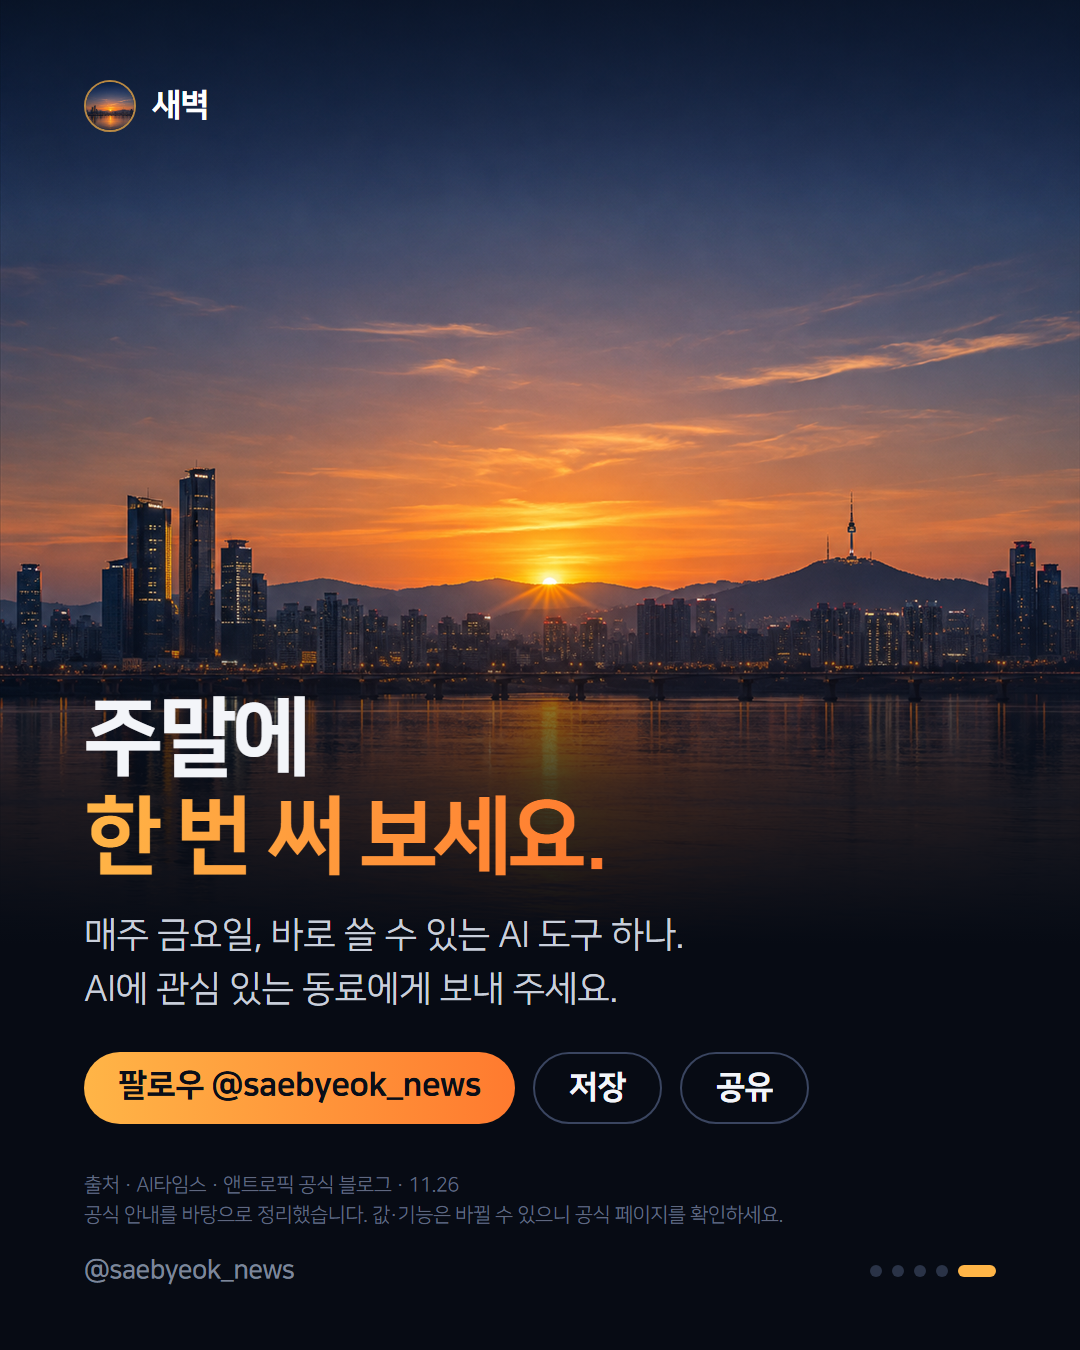 새벽
주말에
한 번 써 보세요.
매주 금요일, 바로 쓸 수 있는 AI 도구 하나.
AI에 관심 있는 동료에게 보내 주세요.
팔로우 @saebyeok_news
저장
공유
출처 · AI타임스 · 앤트로픽 공식 블로그 · 11.26
공식 안내를 바탕으로 정리했습니다. 값·기능은 바뀔 수 있으니 공식 페이지를 확인하세요.
@saebyeok_news